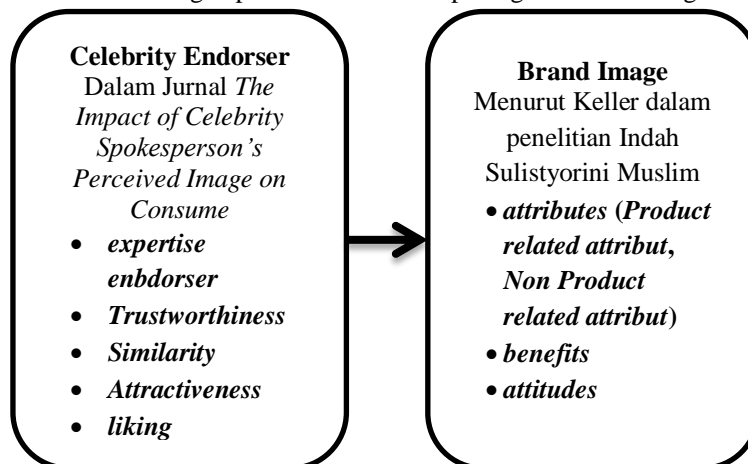 Celebrity Endorser
Dalam Jurnal The
Impact of Celebrity
Spokesperson's
Perceived Image on
Consume
• expertise
enbdorser
• Trustworthiness
• Similarity
• Attractiveness
• liking
Brand Image
Menurut Keller dalam
penelitian Indah
Sulistyorini Muslim
• attributes (Product
related attribut,
Non Product
related attribut)
• benefits
• attitudes